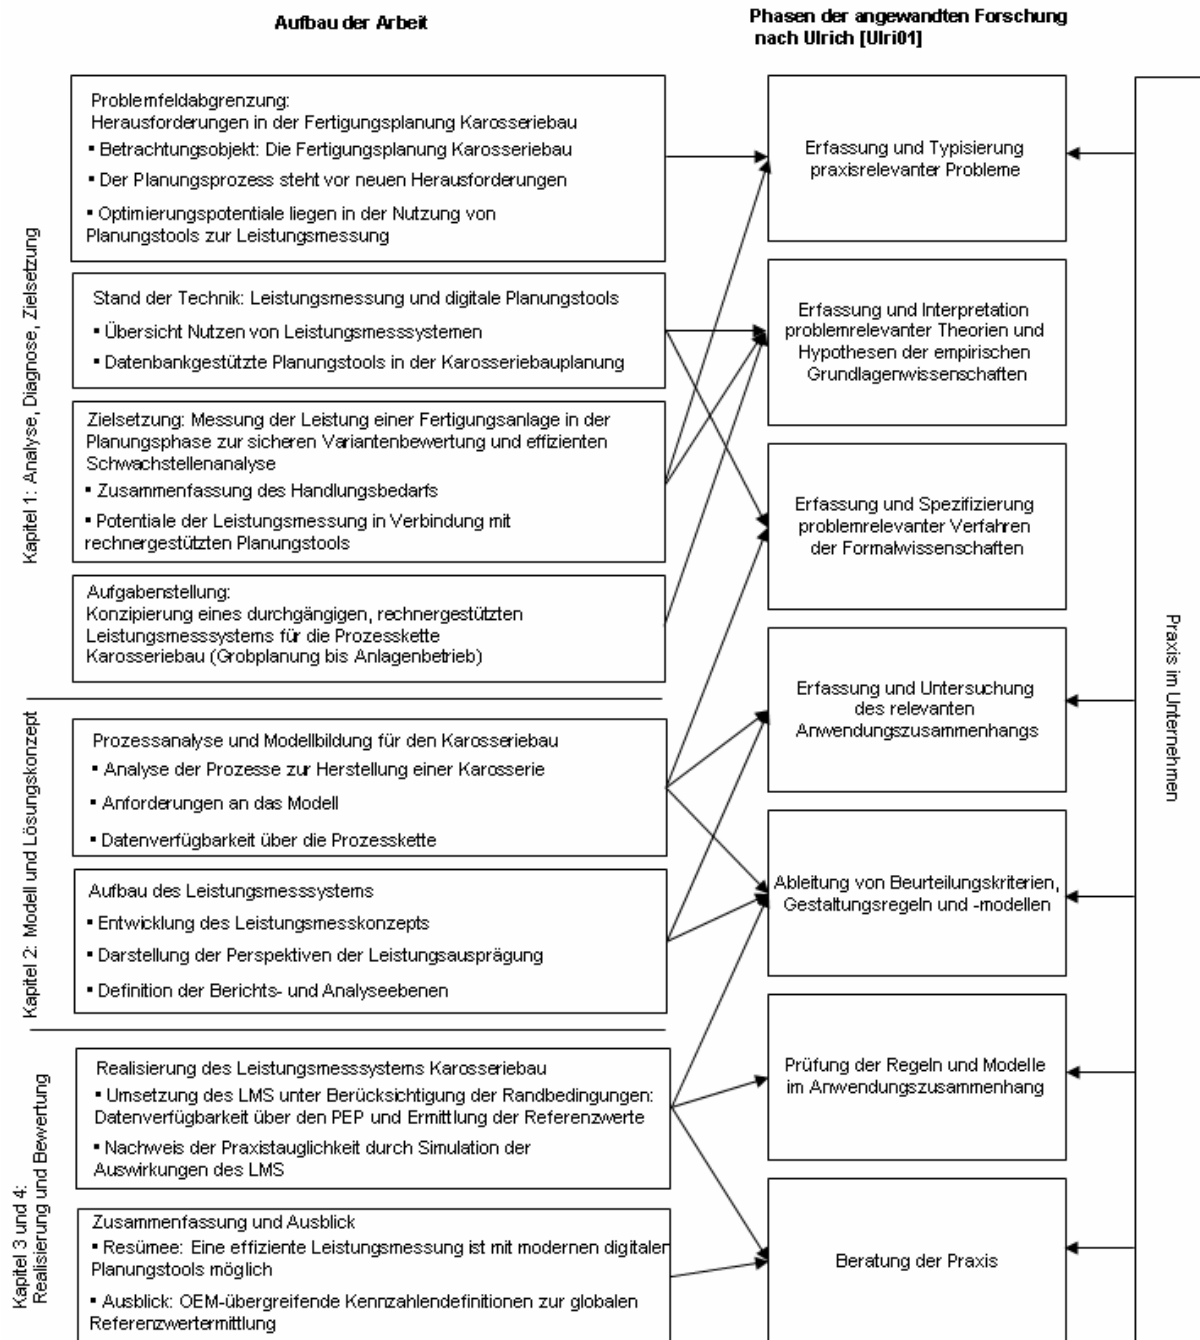 Aufbau der Arbeit
Phasen der angewandten Forschung
nach Ulrich [Ulri01]
Kapitel 1: Analyse, Diagnose, Zielsetzung
Problemfeldabgrenzung:
Herausforderungen in der Fertigungsplanung Karosseriebau
▪ Betrachtungsobjekt: Die Fertigungsplanung Karosseriebau
▪ Der Planungsprozess steht vor neuen Herausforderungen
▪ Optimierungspotentiale liegen in der Nutzung von
Planungstools zur Leistungsmessung
Stand der Technik: Leistungsmessung und digitale Planungstools
▪ Übersicht Nutzen von Leistungsmesssystemen
▪ Datenbankgestützte Planungstools in der Karosseriebauplanung
Zielsetzung: Messung der Leistung einer Fertigungsanlage in der
Planungsphase zur sicheren Variantenbewertung und effizienten
Schwachstellenanalyse
▪ Zusammenfassung des Handlungsbedarfs
▪ Potentiale der Leistungsmessung in Verbindung mit
rechnergestützten Planungstools
Aufgabenstellung:
Konzipierung eines durchgängigen, rechnergestützten
Leistungsmesssystems für die Prozesskette
Karosseriebau (Grobplanung bis Anlagenbetrieb)
Kapitel 2: Modell und Lösungskonzept
Prozessanalyse und Modellbildung für den Karosseriebau
▪ Analyse der Prozesse zur Herstellung einer Karosserie
▪ Anforderungen an das Modell
▪ Datenverfügbarkeit über die Prozesskette
Aufbau des Leistungsmesssystems
▪ Entwicklung des Leistungsmesskonzepts
▪ Darstellung der Perspektiven der Leistungsausprägung
▪ Definition der Berichts- und Analyseebenen
Kapitel 3 und 4:
Realisierung und Bewertung
Realisierung des Leistungsmesssystems Karosseriebau
▪ Umsetzung des LMS unter Berücksichtigung der Randbedingungen:
Datenverfügbarkeit über den PEP und Ermittlung der Referenzwerte
▪ Nachweis der Praxistauglichkeit durch Simulation der
Auswirkungen des LMS
Zusammenfassung und Ausblick
▪ Resümee: Eine effiziente Leistungsmessung ist mit modernen digitalen
Planungstools möglich
▪ Ausblick: OEM-übergreifende Kennzahlendefinitionen zur globalen
Referenzwertermittlung
Erfassung und Typisierung
praxisrelevanter Probleme
Erfassung und Interpretation
problemrelevanter Theorien und
Hypothesen der empirischen
Grundlagenwissenschaften
Erfassung und Spezifizierung
problemrelevanter Verfahren
der Formalwissenschaften
Erfassung und Untersuchung
des relevanten
Anwendungszusammenhangs
Ableitung von Beurteilungskriterien,
Gestaltungsregeln und -modellen
Prüfung der Regeln und Modelle
im Anwendungszusammenhang
Beratung der Praxis
Praxis im Unternehmen